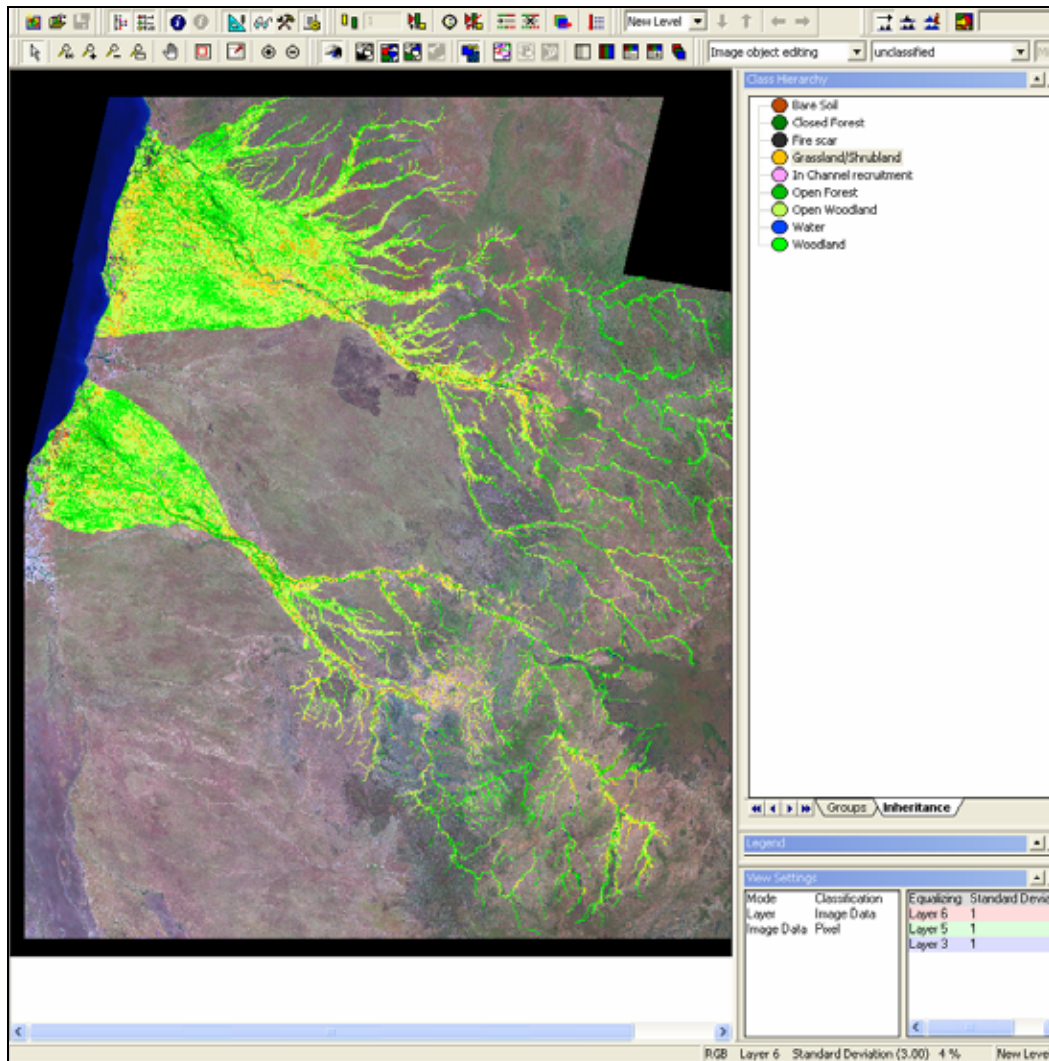 New Level
Image object editing
unclassified
Class Hierarchy
Bare Soil
Closed Forest
Fire scar
Grassland/Shrubland
In Channel recruitment
Open Forest
Open Woodland
Water
Woodland
Groups Inheritance
Legend
View Settings
Mode Classification
Layer Image Data
Image Data Pixel
Equalizing Standard Devia
Layer 6 1
Layer 5 1
Layer 3 1
RGB Layer 6 Standard Deviation (3.00) 4 % New Leve